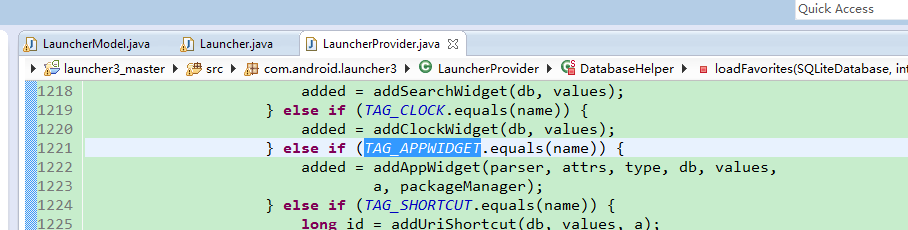 Quick Access
LauncherModel.java Launcher.java LauncherProvider.java
launcher3_master src com.android.launcher3 LauncherProvider DatabaseHelper loadFavorites(SQLiteDatabase, int
1218 added = addSearchWidget(db, values);
1219 } else if (TAG_CLOCK.equals(name)) {
1220 added = addClockWidget(db, values);
1221 } else if (TAG_APPWIDGET.equals(name)) {
1222 added = addAppWidget(parser, attrs, type, db, values,
1223 a, packageManager);
1224 } else if (TAG_SHORTCUT.equals(name)) {
1225 long id = addUriShortcut(db, values, a);